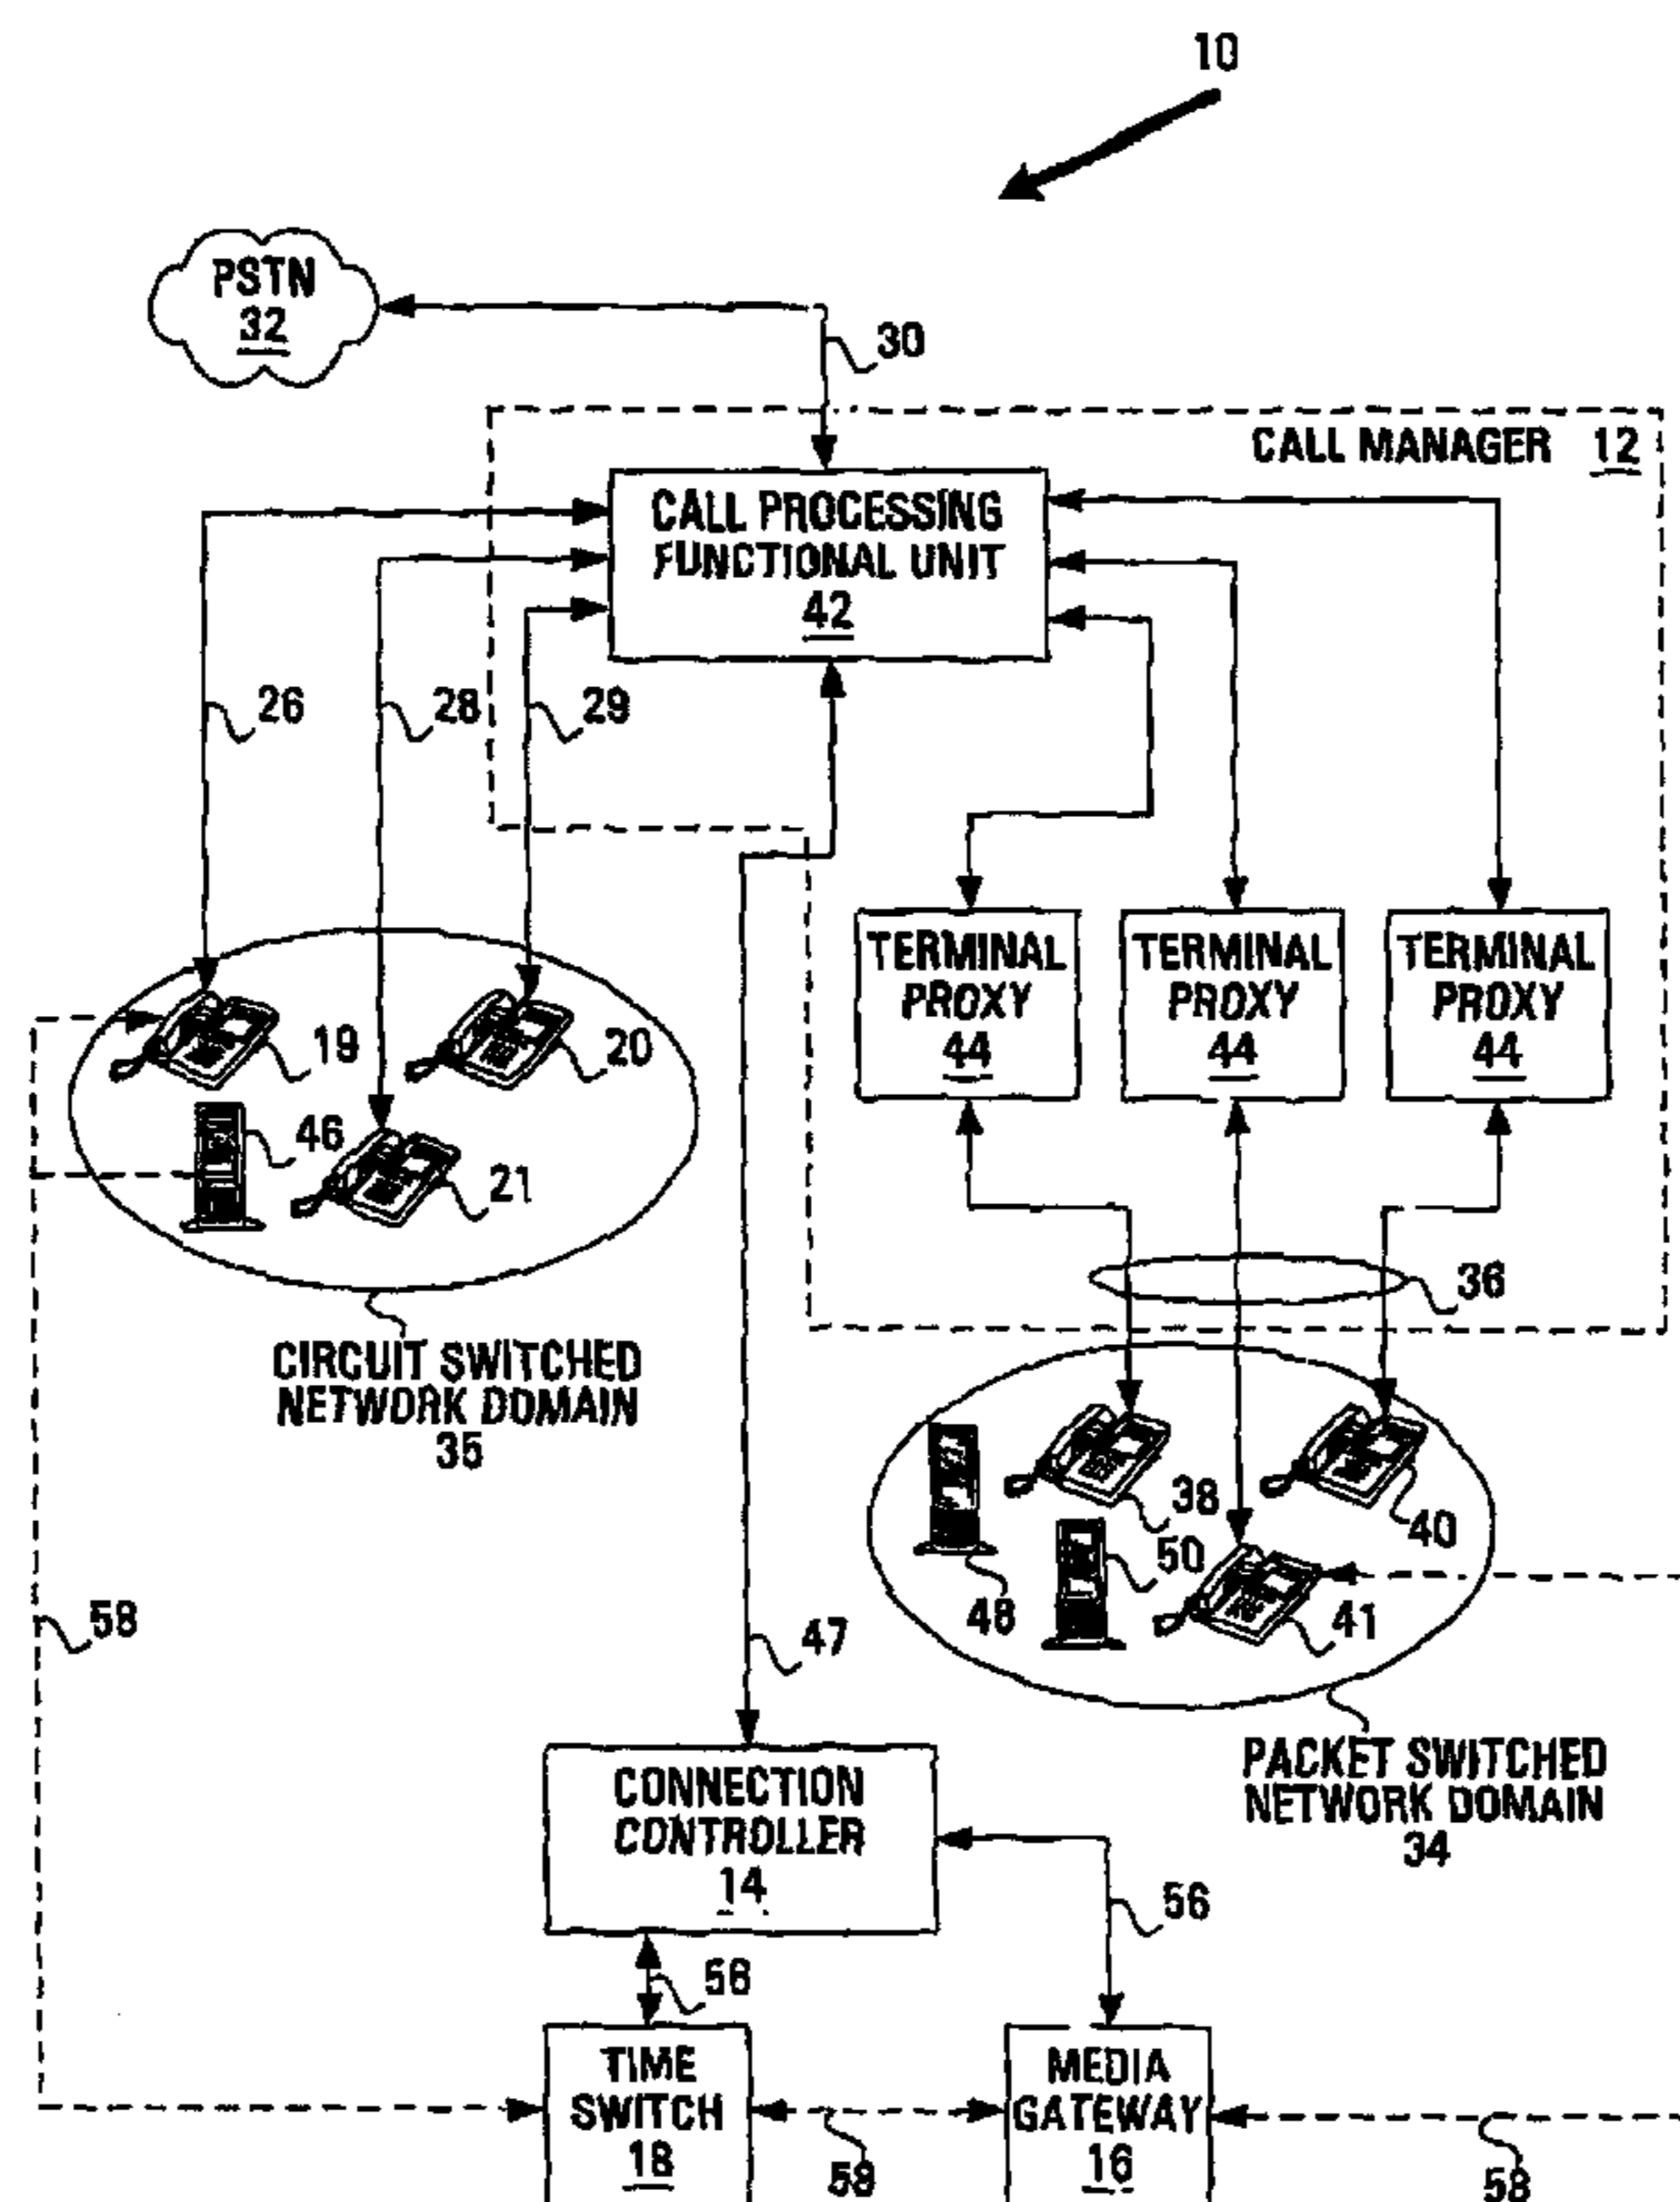 10
PSTN
32
30
CALL MANAGER 12
CALL PROCESSING
FUNCTIONAL UNIT
42
26
28
29
TERMINAL
PROXY
44
TERMINAL
PROXY
44
TERMINAL
PROXY
44
19
20
46
21
36
CIRCUIT SWITCHED
NETWORK DOMAIN
35
38
40
48
50
41
58
47
PACKET SWITCHED
NETWORK DOMAIN
34
CONNECTION
CONTROLLER
14
56
56
TIME
SWITCH
18
MEDIA
GATEWAY
16
58
58